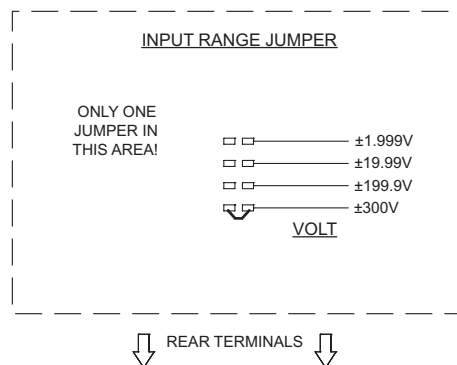 INPUT RANGE JUMPER
ONLY ONE
JUMPER IN
THIS AREA!
±1.999V
±19.99V
±199.9V
±300V
VOLT
REAR TERMINALS